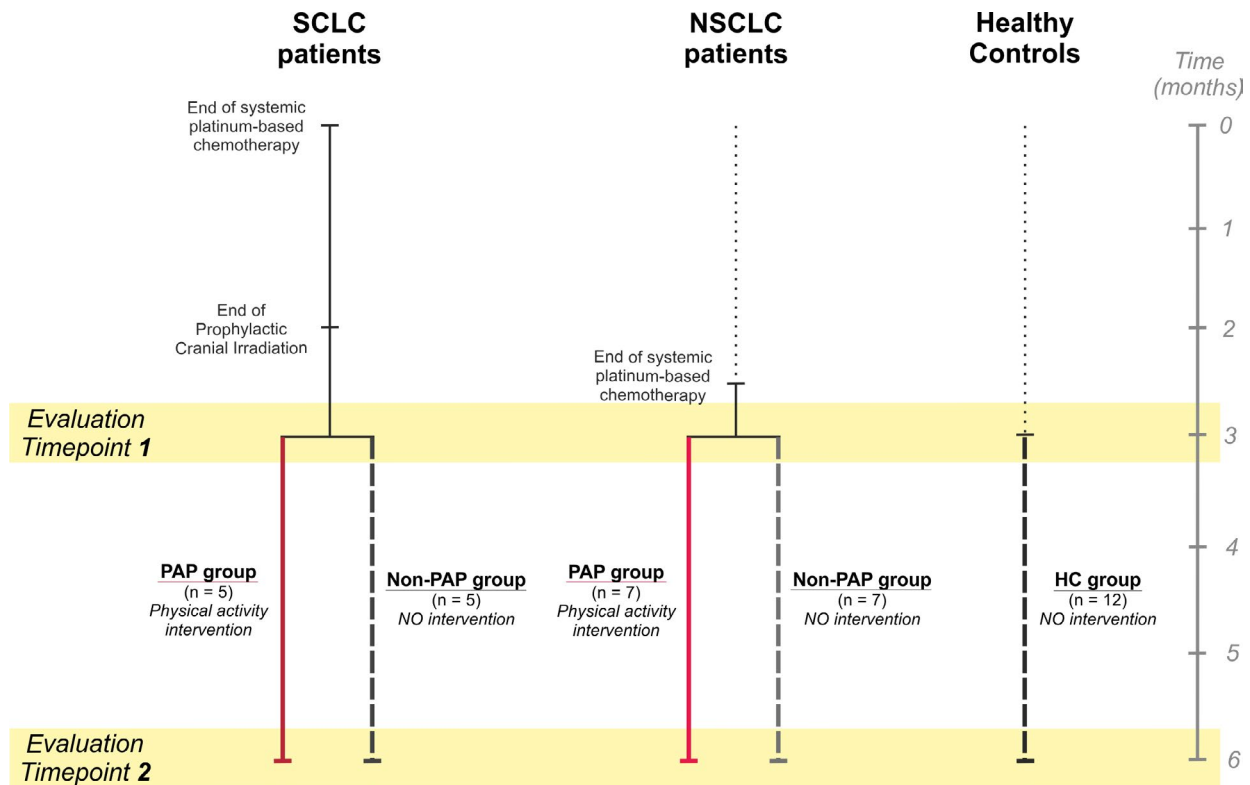 SCLC
patients
NSCLC
patients
Healthy
Controls
Time
(months)
End of systemic
platinum-based
chemotherapy
0
1
End of
Prophylactic
Cranial Irradiation
2
End of systemic
platinum-based
chemotherapy
Evaluation
Timepoint 1
3
4
PAP group
(n = 5)
Physical activity
intervention
Non-PAP group
(n = 5)
NO intervention
PAP group
(n = 7)
Physical activity
intervention
Non-PAP group
(n = 7)
NO intervention
HC group
(n = 12)
NO intervention
5
Evaluation
Timepoint 2
6